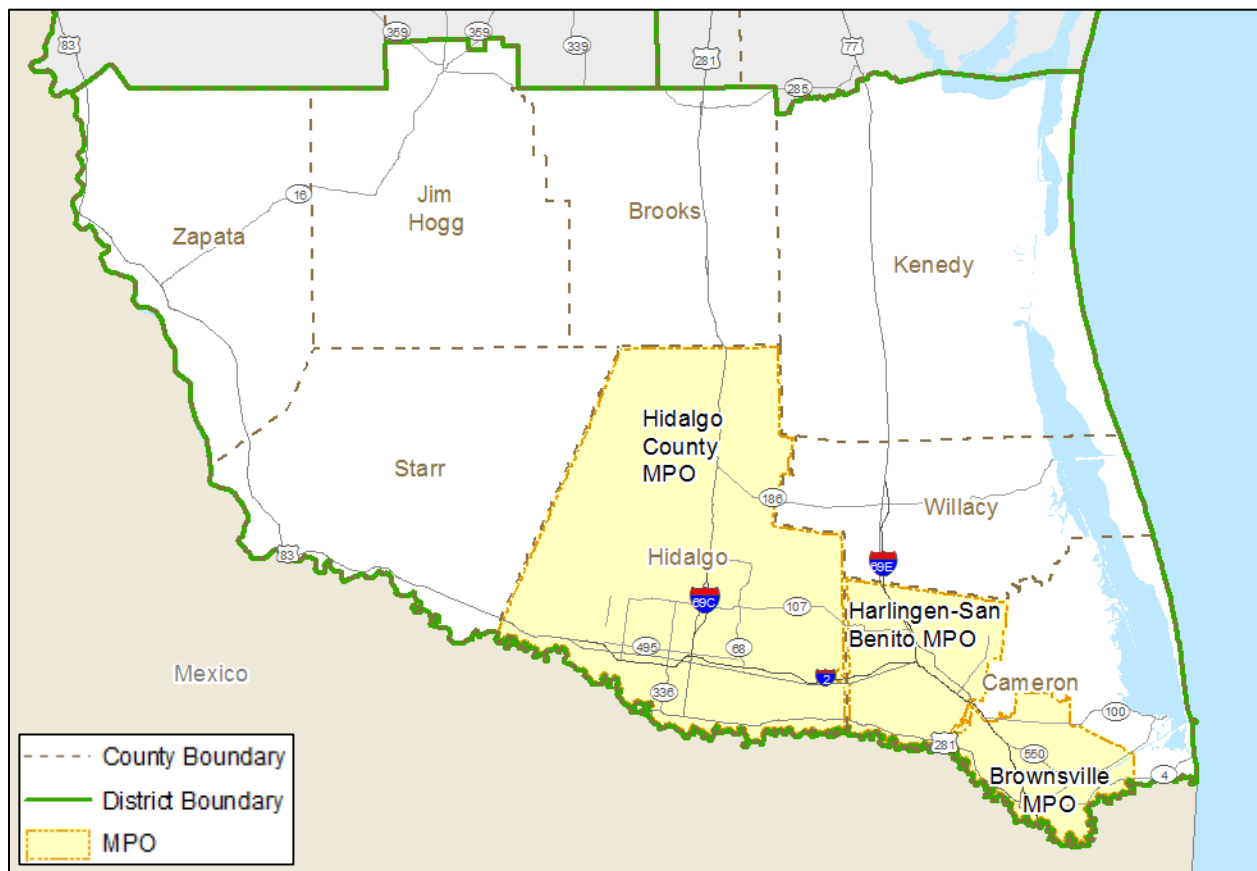 83
359
359
339
281
77
285
16
Jim
Hogg
Brooks
Zapata
Kenedy
Hidalgo
County
MPO
Starr
186
Willacy
83
Hidalgo
69E
69C
107
Harlingen-San
Benito MPO
495
68
Mexico
2
Cameron
336
100
281
550
4
Brownsville
MPO
County Boundary
District Boundary
MPO